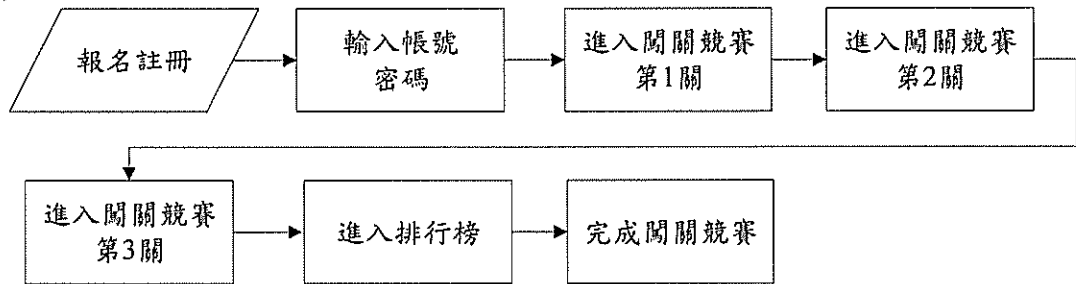 報名註冊
輸入帳號
密碼
進入闖關競賽
第1關
進入闖關競賽
第2關
進入闖關競賽
第3關
進入排行榜
完成闖關競賽